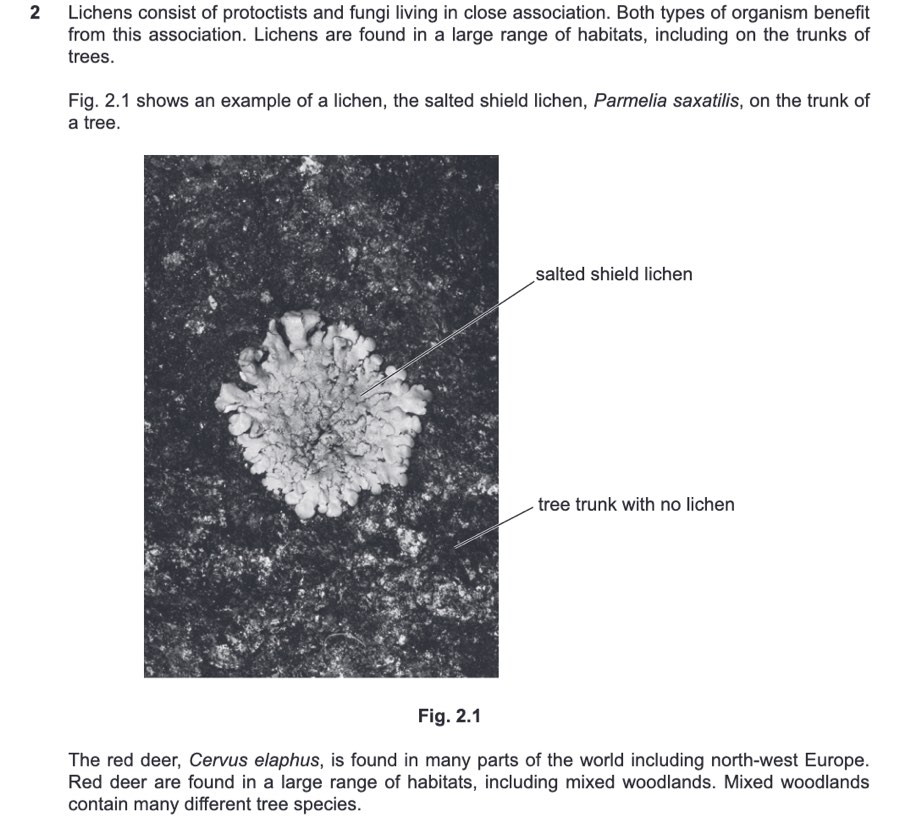 2 Lichens consist of protoctists and fungi living in close association. Both types of organism benefit
from this association. Lichens are found in a large range of habitats, including on the trunks of
trees.
Fig. 2.1 shows an example of a lichen, the salted shield lichen, Parmelia saxatilis, on the trunk of
a tree.
salted shield lichen
tree trunk with no lichen
Fig. 2.1
The red deer, Cervus elaphus, is found in many parts of the world including north-west Europe.
Red deer are found in a large range of habitats, including mixed woodlands. Mixed woodlands
contain many different tree species.